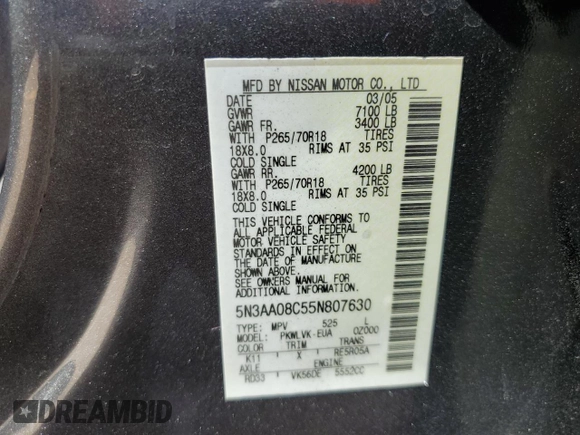 MFD BY NISSAN MOTOR CO., LTD
DATE 03/05
GVWR 7100 LB
GAWR FR. 3400 LB
WITH P265/70R18 TIRES
18X8.0 RIMS AT 35 PSI
COLD SINGLE
GAWR RR. 4200 LB
WITH P265/70R18 TIRES
18X8.0 RIMS AT 35 PSI
COLD SINGLE
THIS VEHICLE CONFORMS TO
ALL APPLICABLE FEDERAL
MOTOR VEHICLE SAFETY
STANDARDS IN EFFECT ON
THE DATE OF MANUFACTURE
SHOWN ABOVE.
SEE OWNERS MANUAL FOR
ADDITIONAL INFORMATION.
5N3AA08C55N807630
TYPE: MPV 525 L
MODEL: PKWLVK-EUA 0Z000
COLOR TRIM TRANS
K11 X RE5R05A
AXLE ENGINE
RD33 VK56DE 5552CC
DREAMBID